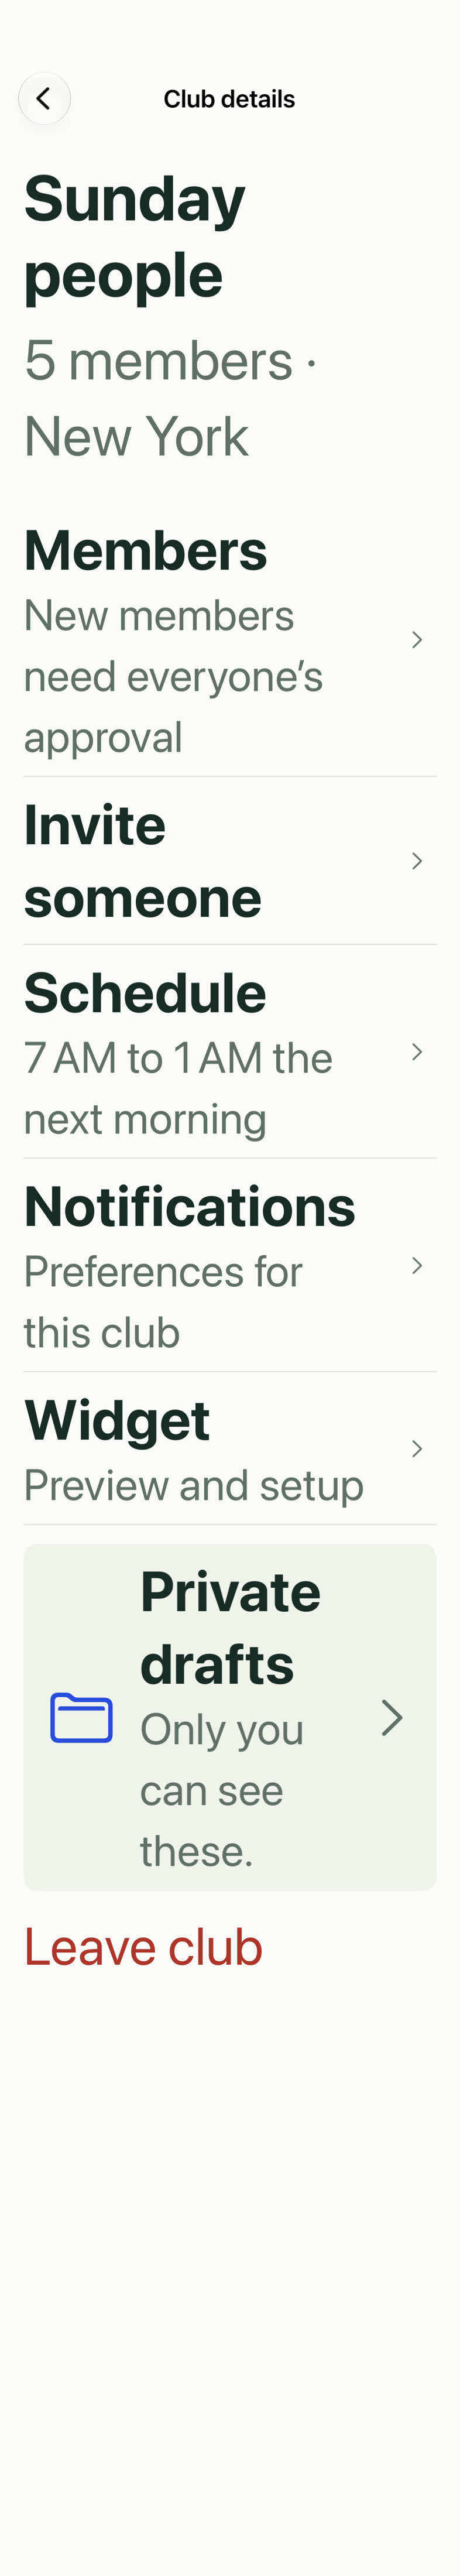 Club details
Sunday
people
5 members ·
New York
Members
New members
need everyone’s
approval
Invite
someone
Schedule
7 AM to 1 AM the
next morning
Notifications
Preferences for
this club
Widget
Preview and setup
Private
drafts
Only you
can see
these.
Leave club